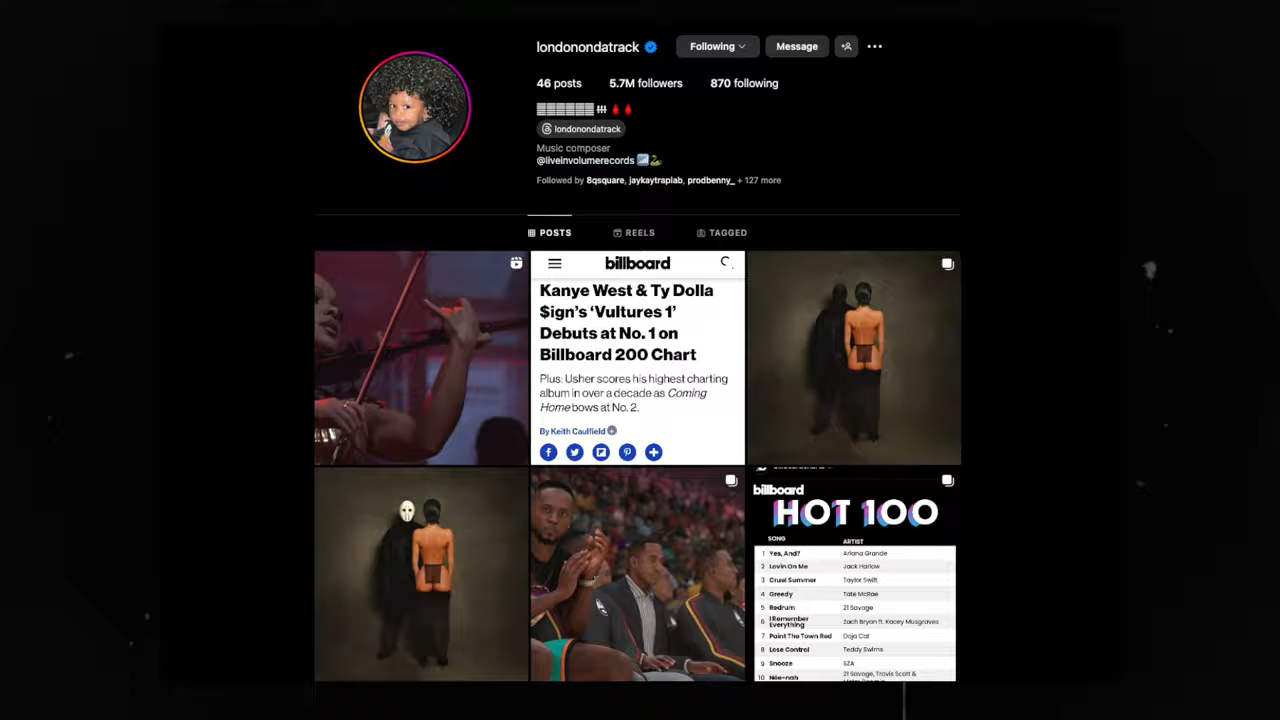 londonondatrack
Following
Message
46 posts 5.7M followers 870 following
londonondatrack
Music composer
@liveinvolumerecords
Followed by 8qsquare, jaykaytraplab, prodbenny_ + 127 more
POSTS
REELS
TAGGED
billboard
Kanye West & Ty Dolla
$ign's 'Vultures 1'
Debuts at No. 1 on
Billboard 200 Chart
Plus: Usher scores his highest charting
album in over a decade as Coming
Home bows at No. 2.
By Keith Caulfield
billboard
HOT 100
SONG ARTIST
1 Yes, And? Ariana Grande
2 Lovin On Me Jack Harlow
3 Cruel Summer Taylor Swift
4 Greedy Tate McRae
5 Redrum 21 Savage
6 I Remember
Everything Zach Bryan ft. Kacey Musgraves
7 Paint The Town Red Doja Cat
8 Lose Control Teddy Swims
9 Snooze SZA
10 Née-nah 21 Savage, Travis Scott &